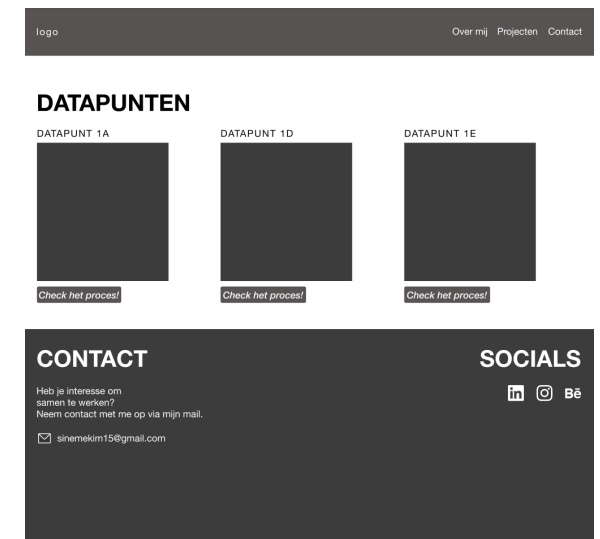 logo
Over mij Projecten Contact
DATAPUNTEN
DATAPUNT 1A
DATAPUNT 1D
DATAPUNT 1E
Check het proces!
Check het proces!
Check het proces!
CONTACT
Heb je interesse om
samen te werken?
Neem contact met me op via mijn mail.
sinemekim15@gmail.com
SOCIALS
in
Bē